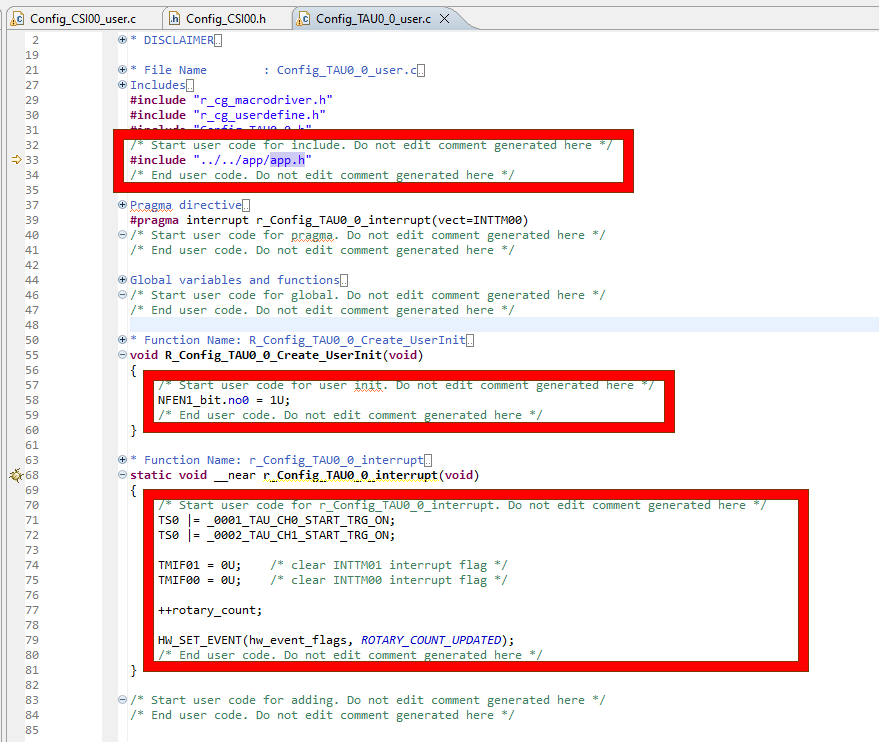 Config_CSI00_user.c Config_CSI00.h Config_TAU0_0_user.c
2 * DISCLAIMER
19
21 * File Name : Config_TAU0_0_user.c
27 Includes
29 #include "r_cg_macrodriver.h"
30 #include "r_cg_userdefine.h"
31 #include "Config_TAU0_0.h"
32 /* Start user code for include. Do not edit comment generated here */
33 #include "../../app/app.h"
34 /* End user code. Do not edit comment generated here */
35
37 Pragma directive
39 #pragma interrupt r_Config_TAU0_0_interrupt(vect=INTTM00)
40 /* Start user code for pragma. Do not edit comment generated here */
41 /* End user code. Do not edit comment generated here */
42
44 Global variables and functions
46 /* Start user code for global. Do not edit comment generated here */
47 /* End user code. Do not edit comment generated here */
48
50 * Function Name: R_Config_TAU0_0_Create_UserInit
55 void R_Config_TAU0_0_Create_UserInit(void)
56 {
57 /* Start user code for user init. Do not edit comment generated here */
58 NFEN1_bit.no0 = 1U;
59 /* End user code. Do not edit comment generated here */
60 }
61
63 * Function Name: r_Config_TAU0_0_interrupt
68 static void __near r_Config_TAU0_0_interrupt(void)
69 {
70 /* Start user code for r_Config_TAU0_0_interrupt. Do not edit comment generated here */
71 TS0 |= _0001_TAU_CH0_START_TRG_ON;
72 TS0 |= _0002_TAU_CH1_START_TRG_ON;
73
74 TMIF01 = 0U; /* clear INTTM01 interrupt flag */
75 TMIF00 = 0U; /* clear INTTM00 interrupt flag */
76
77 ++rotary_count;
78
79 HW_SET_EVENT(hw_event_flags, ROTARY_COUNT_UPDATED);
80 /* End user code. Do not edit comment generated here */
81 }
82
83 /* Start user code for adding. Do not edit comment generated here */
84 /* End user code. Do not edit comment generated here */
85